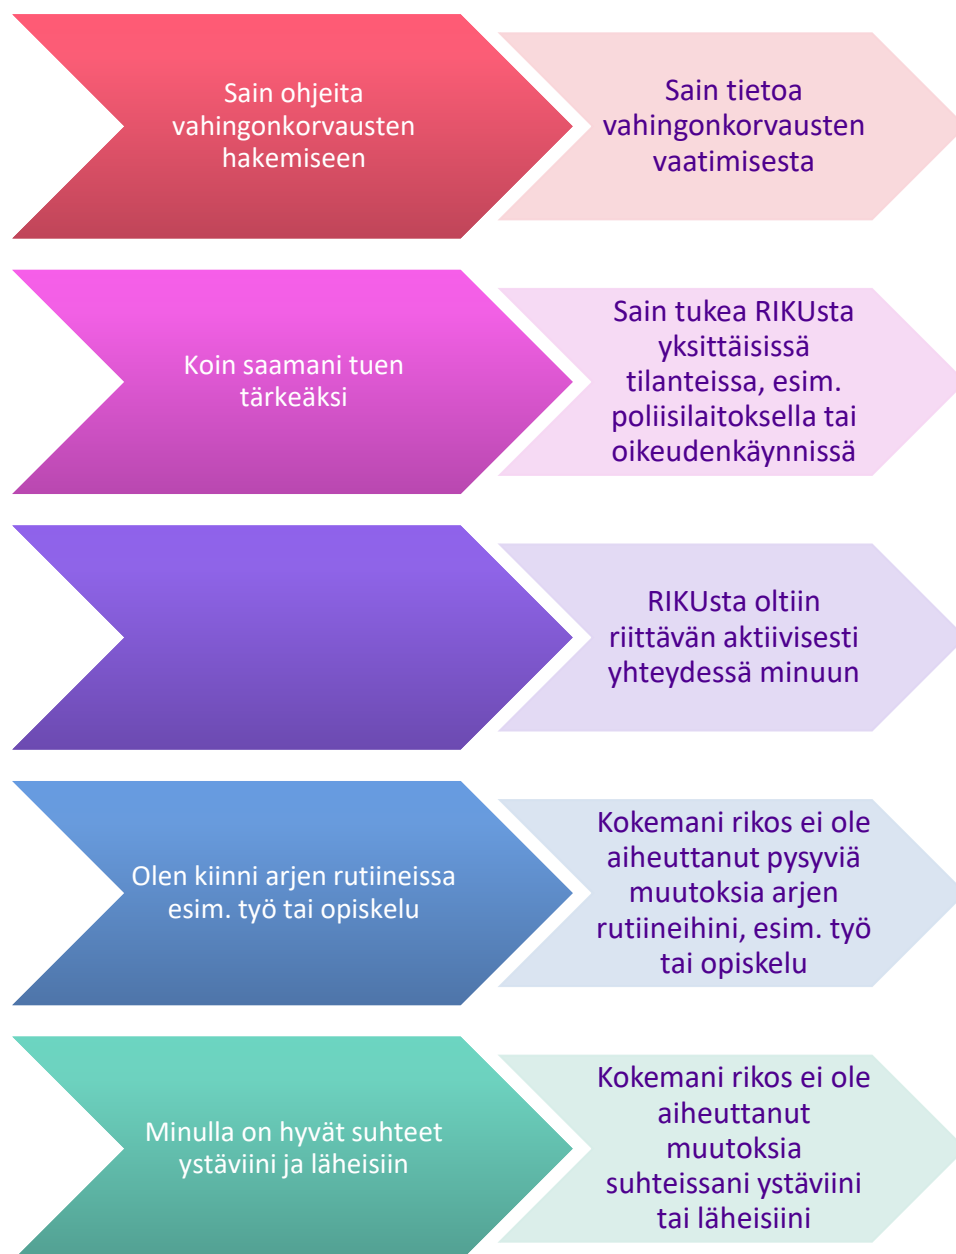 Sain ohjeita
vahingonkorvausten
hakemiseen
Sain tietoa
vahingonkorvausten
vaatimisesta
Koin saamani tuen
tärkeäksi
Sain tukea RIKUsta
yksittäisissä
tilanteissa, esim.
poliisilaitoksella tai
oikeudenkäynnissä
RIKUsta oltiin
riittävän aktiivisesti
yhteydessä minuun
Olen kiinni arjen rutiineissa
esim. työ tai opiskelu
Kokemani rikos ei ole
aiheuttanut pysyviä
muutoksia arjen
rutiineihini, esim. työ
tai opiskelu
Minulla on hyvät suhteet
ystäviini ja läheisiin
Kokemani rikos ei ole
aiheuttanut
muutoksia
suhteissani ystäviini
tai läheisiini